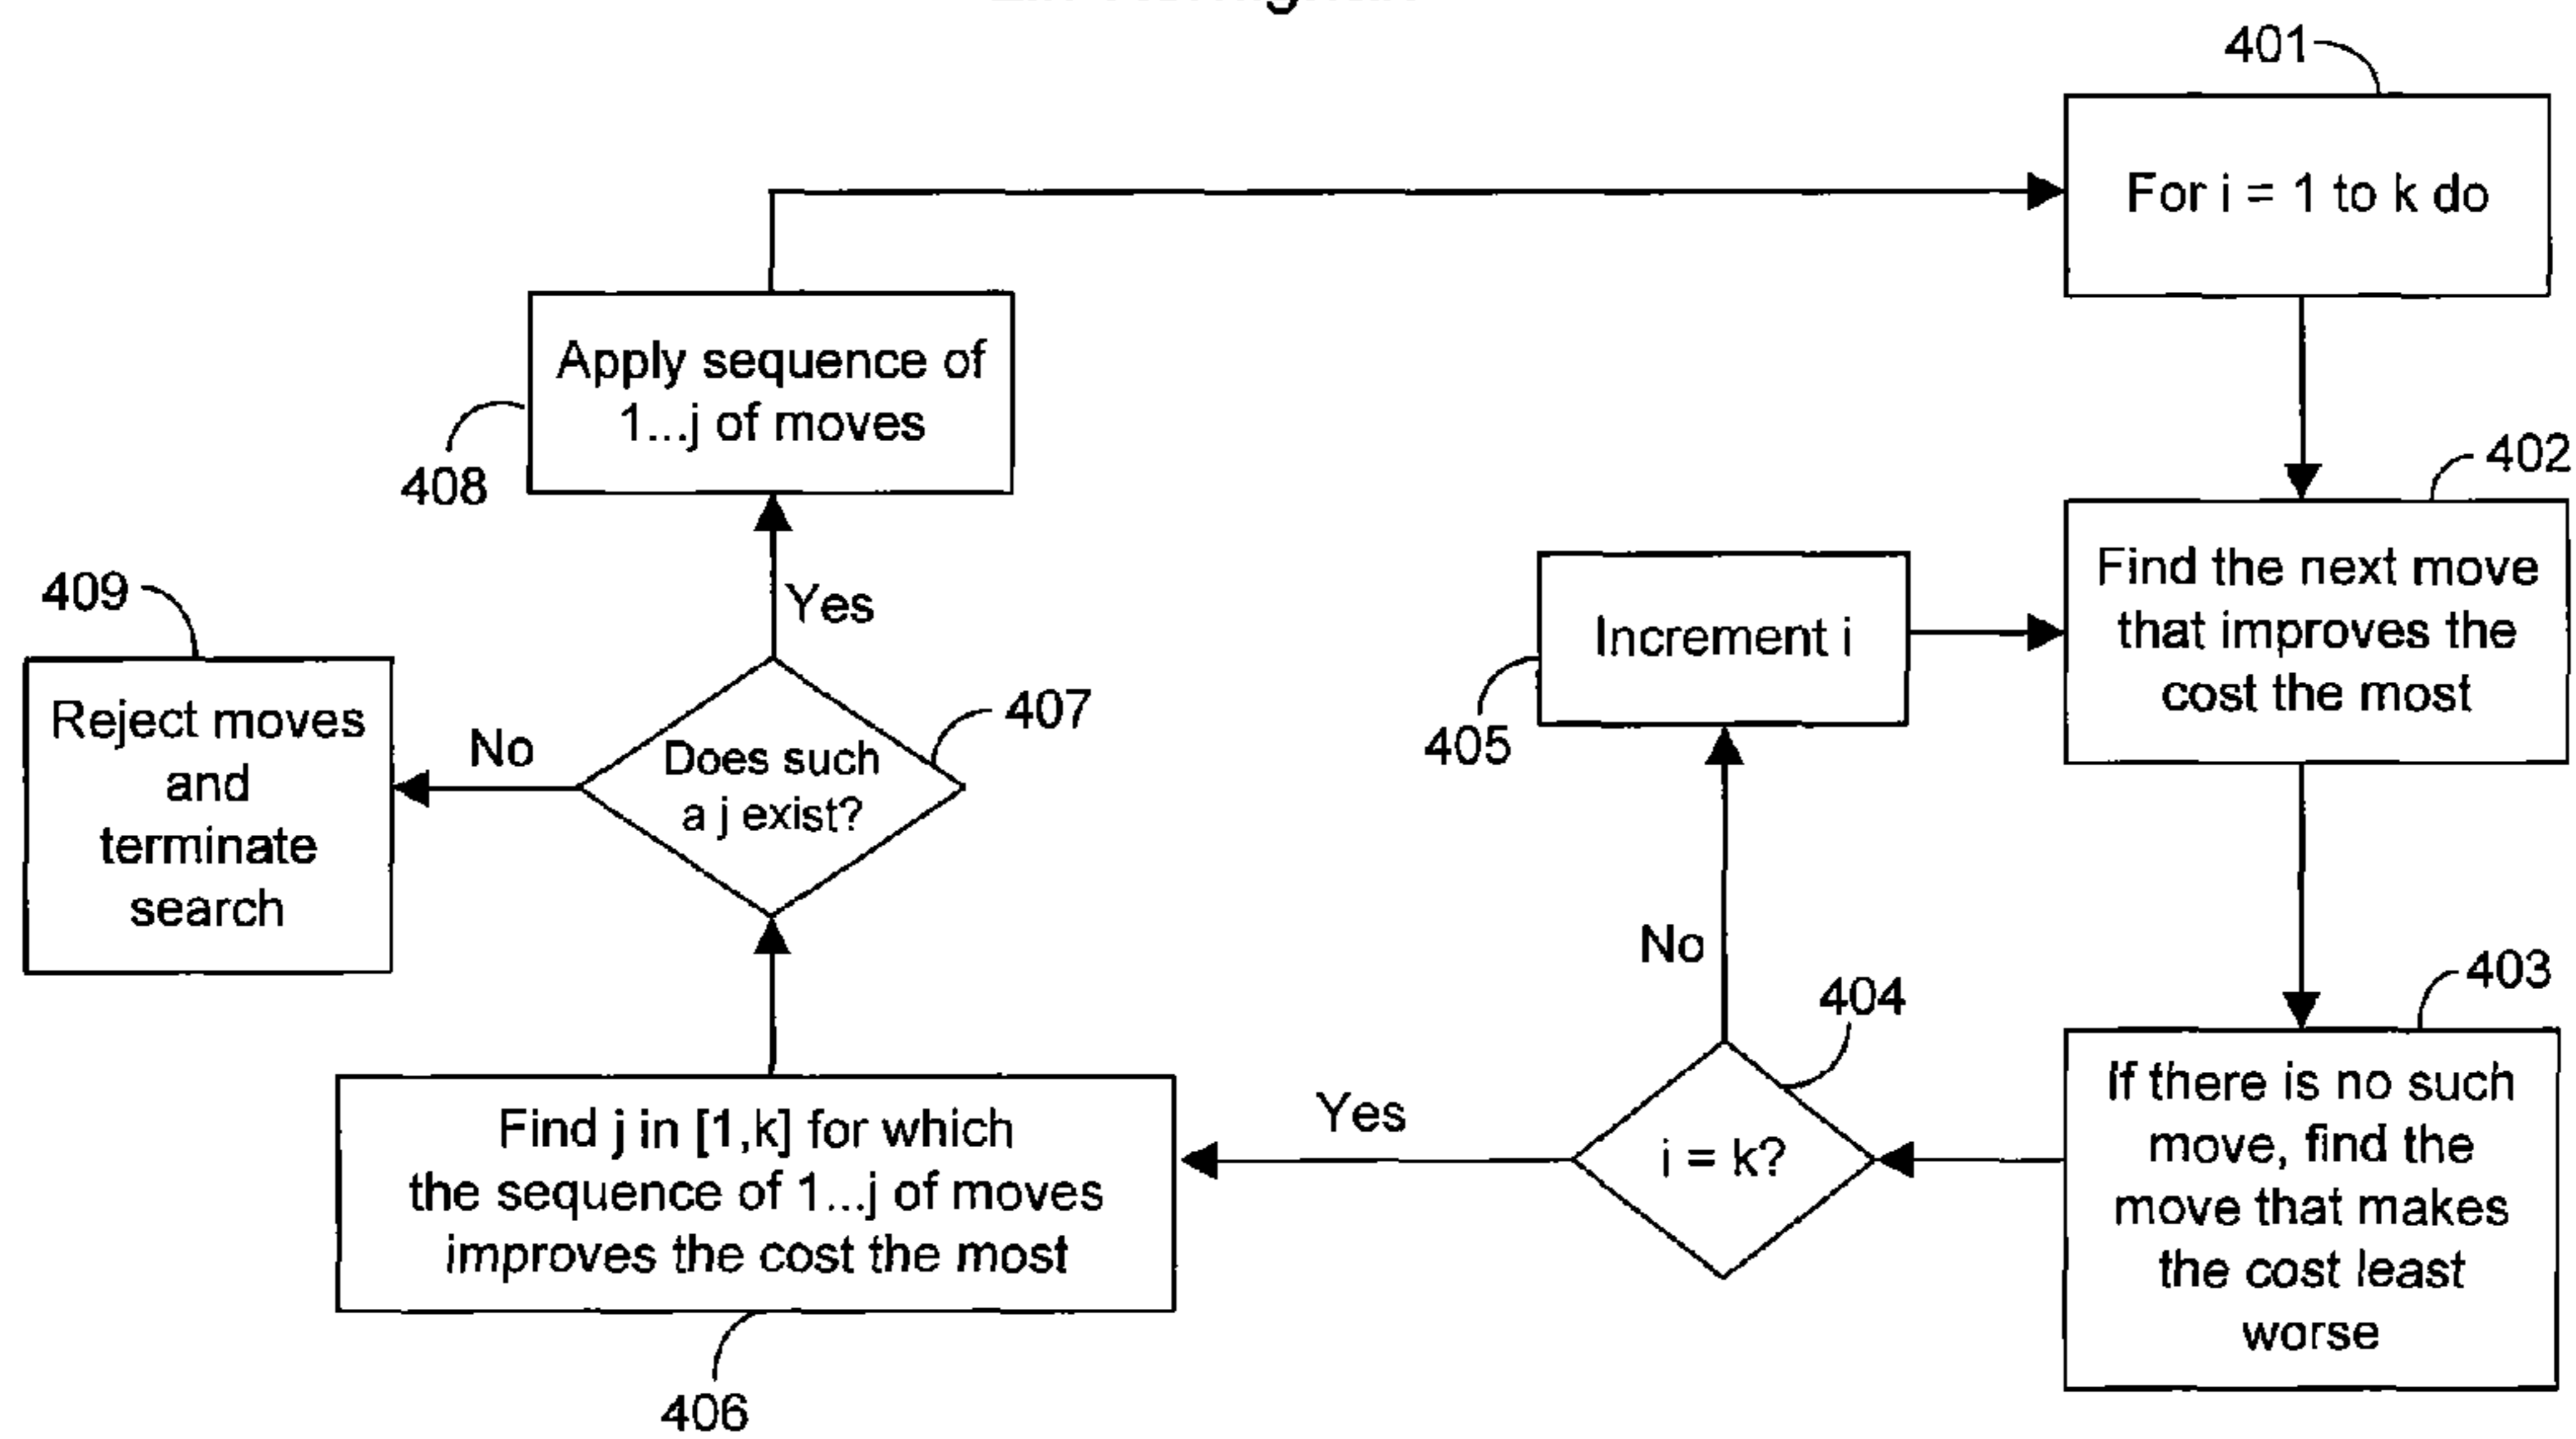 401
For i = 1 to k do
408
Apply sequence of
1...j of moves
402
Find the next move
that improves the
cost the most
405
Increment i
409
Reject moves
and
terminate
search
Yes
No
407
Does such
a j exist?
No
404
i = k?
403
If there is no such
move, find the
move that makes
the cost least
worse
Yes
Find j in [1,k] for which
the sequence of 1...j of moves
improves the cost the most
406